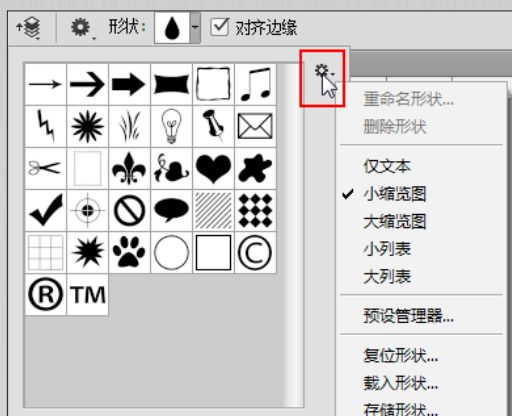 形状:
对齐边缘
重命名形状...
删除形状
仅文本
小缩览图
大缩览图
小列表
大列表
预设管理器...
复位形状...
载入形状...
存储形状...
©
® TM